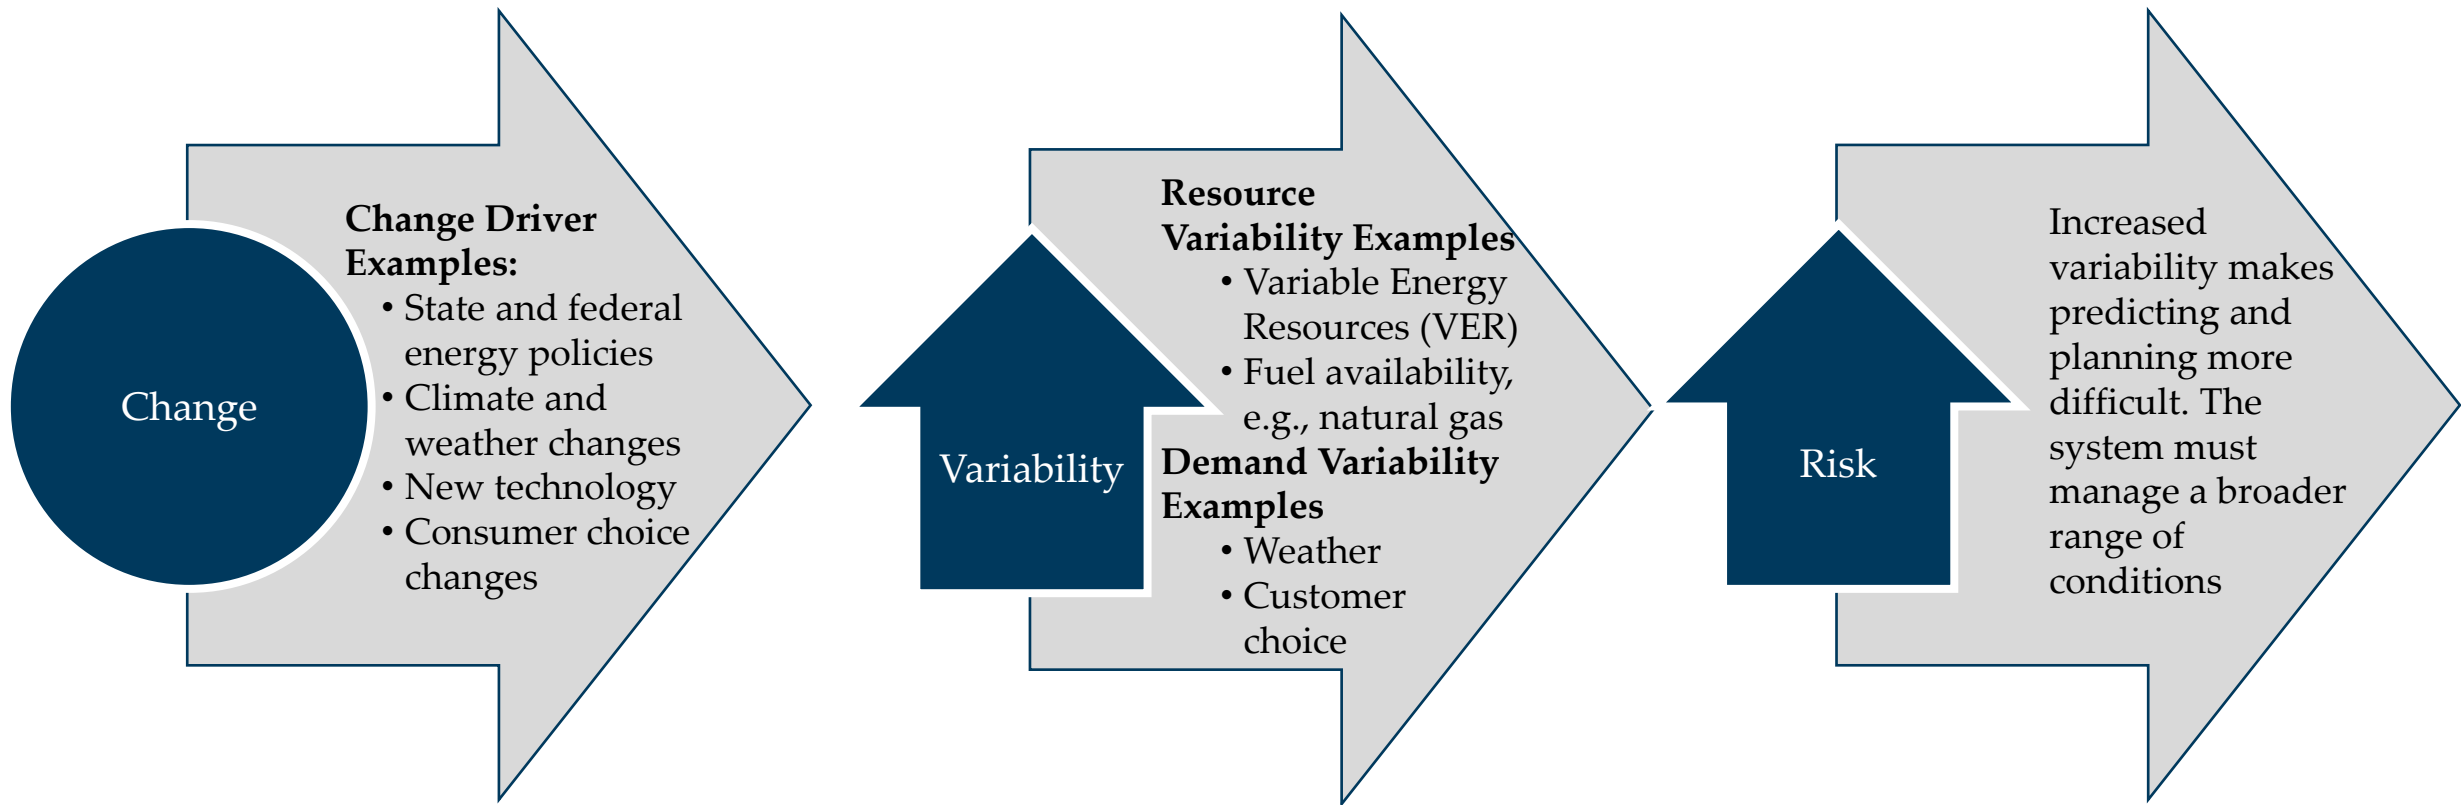 Change
Change Driver
Examples:
• State and federal
energy policies
• Climate and
weather changes
• New technology
• Consumer choice
changes
Variability
Resource
Variability Examples
• Variable Energy
Resources (VER)
• Fuel availability,
e.g., natural gas
Demand Variability
Examples
• Weather
• Customer
choice
Risk
Increased
variability makes
predicting and
planning more
difficult. The
system must
manage a broader
range of
conditions